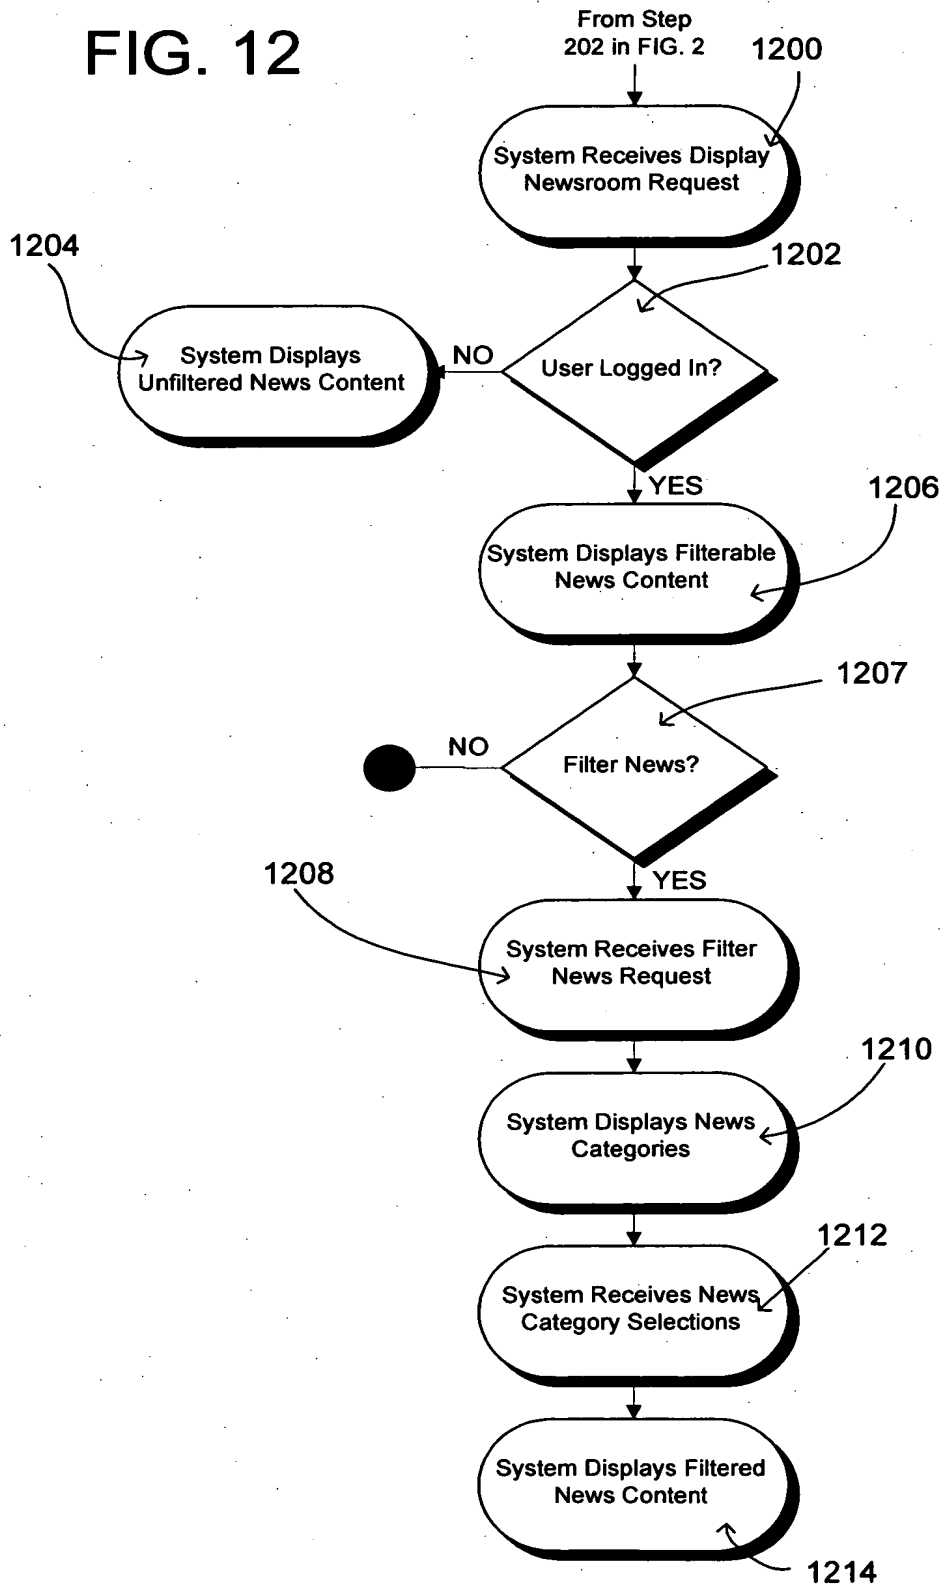 FIG. 12
From Step
202 in FIG. 2
1200
System Receives Display
Newsroom Request
1204
1202
System Displays
Unfiltered News Content
NO
User Logged In?
YES
1206
System Displays Filterable
News Content
1207
NO
Filter News?
1208
YES
System Receives Filter
News Request
1210
System Displays News
Categories
1212
System Receives News
Category Selections
System Displays Filtered
News Content
1214